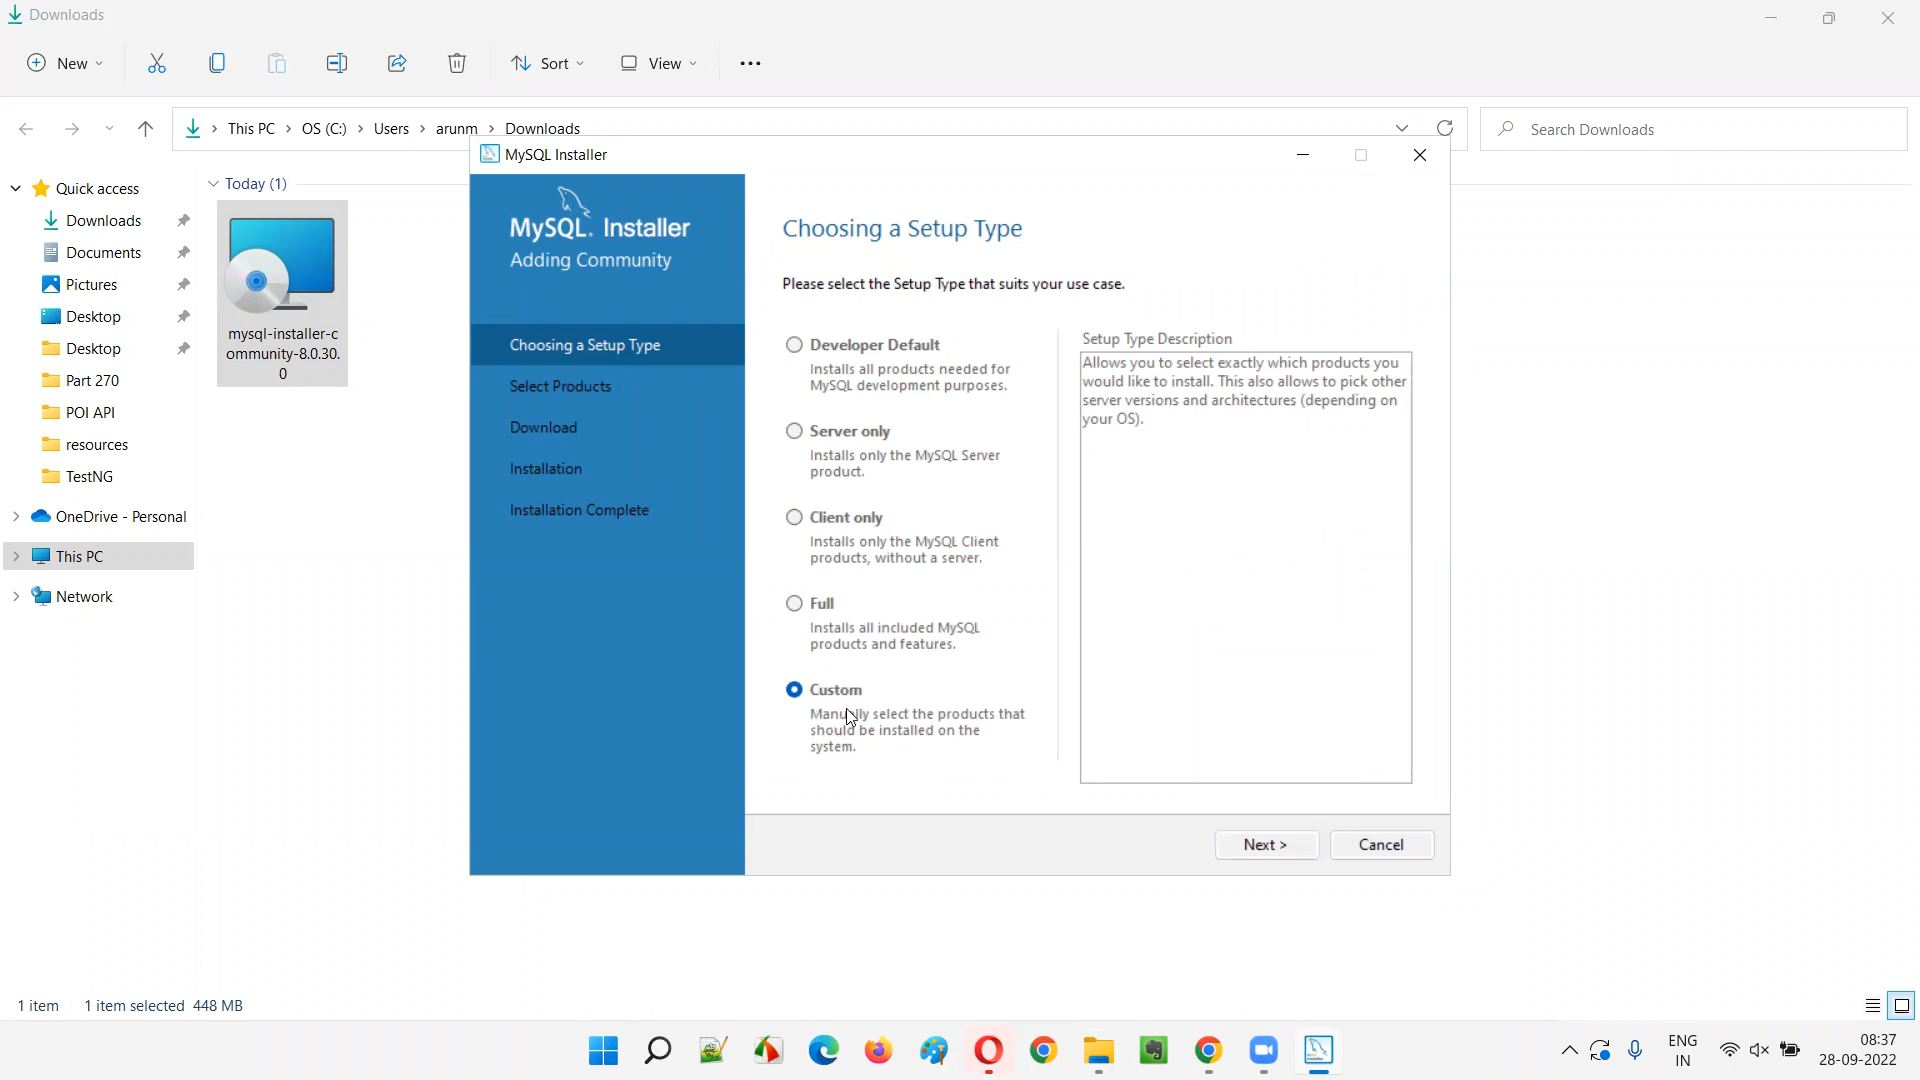 Downloads
New
Sort
View
This PC
OS (C:)
Users
arunm
Downloads
Search Downloads
Quick access
Downloads
Documents
Pictures
Desktop
Desktop
Part 270
POI API
resources
TestNG
OneDrive - Personal
This PC
Network
Today (1)
mysql-installer-c
ommunity-8.0.30.
0
MySQL Installer
MySQL. Installer
Adding Community
Choosing a Setup Type
Select Products
Download
Installation
Installation Complete
Choosing a Setup Type
Please select the Setup Type that suits your use case.
Developer Default
Installs all products needed for
MySQL development purposes.
Server only
Installs only the MySQL Server
product.
Client only
Installs only the MySQL Client
products, without a server.
Full
Installs all included MySQL
products and features.
Custom
Manually select the products that
should be installed on the
system.
Setup Type Description
Allows you to select exactly which products you
would like to install. This also allows to pick other
server versions and architectures (depending on
your OS).
Next >
Cancel
1 item
1 item selected 448 MB
ENG
IN
08:37
28-09-2022